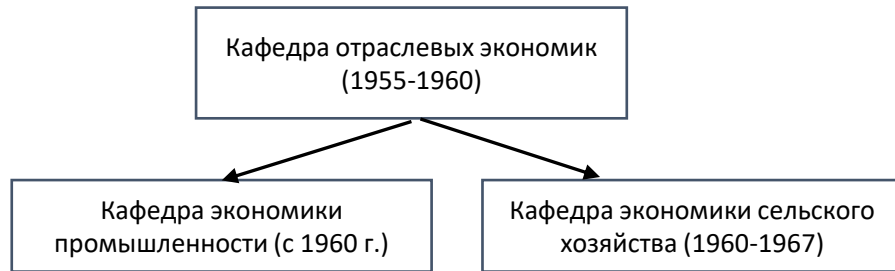 Кафедра отраслевых экономик
(1955-1960)
Кафедра экономики
промышленности (с 1960 г.)
Кафедра экономики сельского
хозяйства (1960-1967)